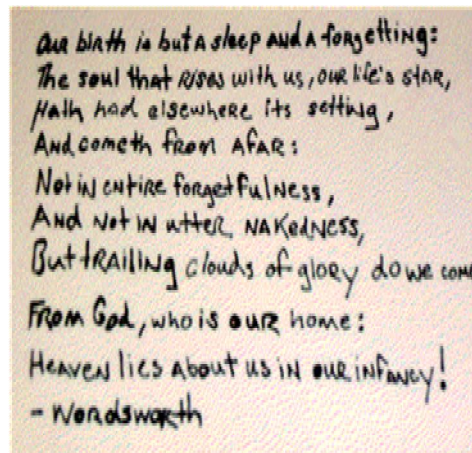 Our birth is but a sleep and a forgetting:
The soul that rises with us, our life's star,
Hath had elsewhere its setting,
And cometh from afar:
Not in entire forgetfulness,
And not in utter nakedness,
But trailing clouds of glory do we come
From God, who is our home:
Heaven lies about us in our infancy!
- Wordsworth